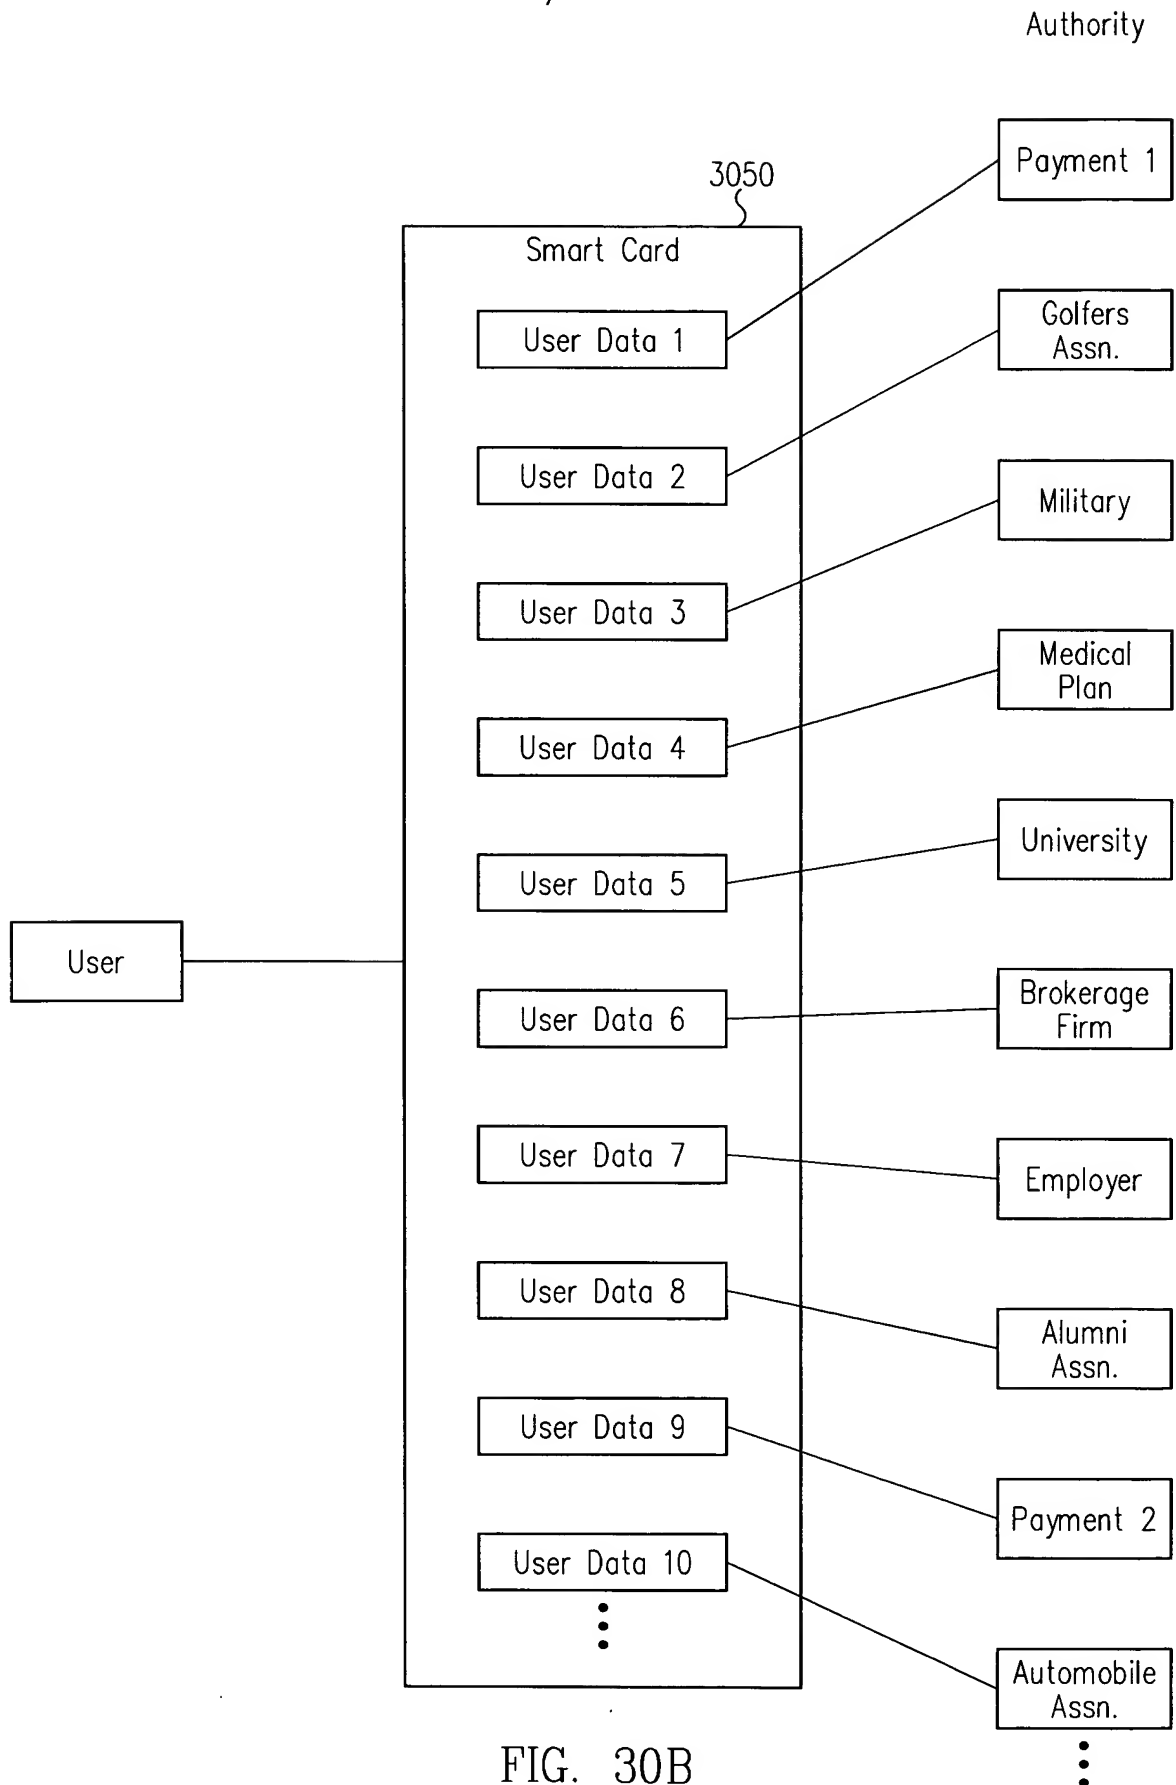 Authority
3050
Smart Card
User
User Data 1
User Data 2
User Data 3
User Data 4
User Data 5
User Data 6
User Data 7
User Data 8
User Data 9
User Data 10
Payment 1
Golfers
Assn.
Military
Medical
Plan
University
Brokerage
Firm
Employer
Alumni
Assn.
Payment 2
Automobile
Assn.
FIG. 30B